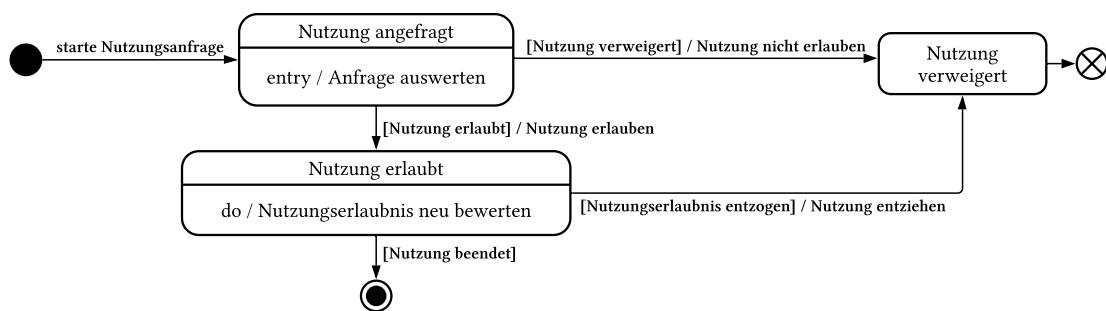 starte Nutzungsanfrage
Nutzung angefragt
entry / Anfrage auswerten
[Nutzung verweigert] / Nutzung nicht erlauben
Nutzung
verweigert
[Nutzung erlaubt] / Nutzung erlauben
Nutzung erlaubt
do / Nutzungserlaubnis neu bewerten
[Nutzungserlaubnis entzogen] / Nutzung entziehen
[Nutzung beendet]